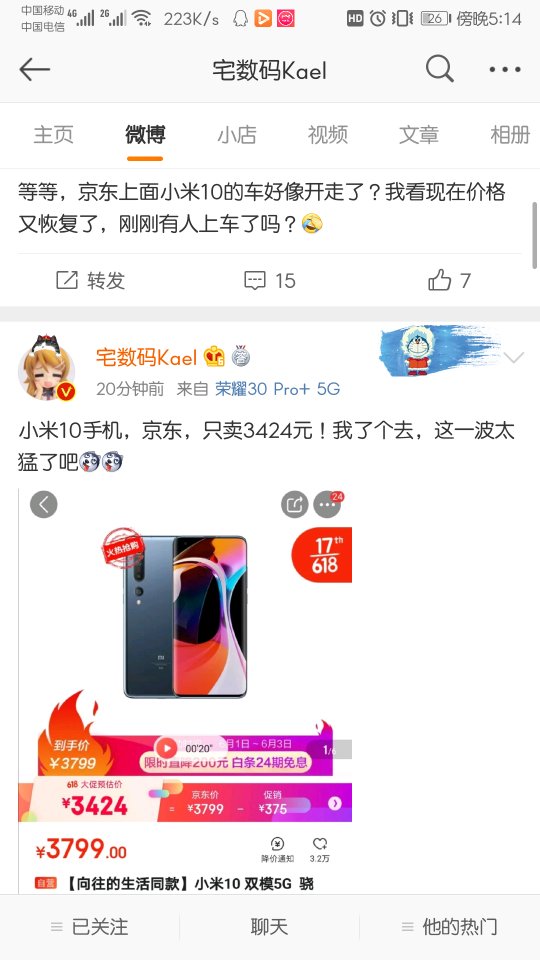 中国移动 4G 2G 223K/s HD 26 傍晚5:14
中国电信
宅数码Kael
主页 微博 小店 视频 文章 相册
等等，京东上面小米10的车好像开走了？我看现在价格
又恢复了，刚刚有人上车了吗？
转发 15 7
宅数码Kael
20分钟前 来自 荣耀30 Pro+ 5G
小米10手机，京东，只卖3424元！我了个去，这一波太
猛了吧
24
火热抢购
17th
618
到手价
¥3799
00'20"
6月1日~6月3日
1/6
限时直降200元 白条24期免息
618 大促预估价
¥3424
京东价
= ¥3799
促销
- ¥375
¥3799.00
降价通知 3.2万
自营 【向往的生活同款】小米10 双模5G 骁
已关注 聊天 他的热门